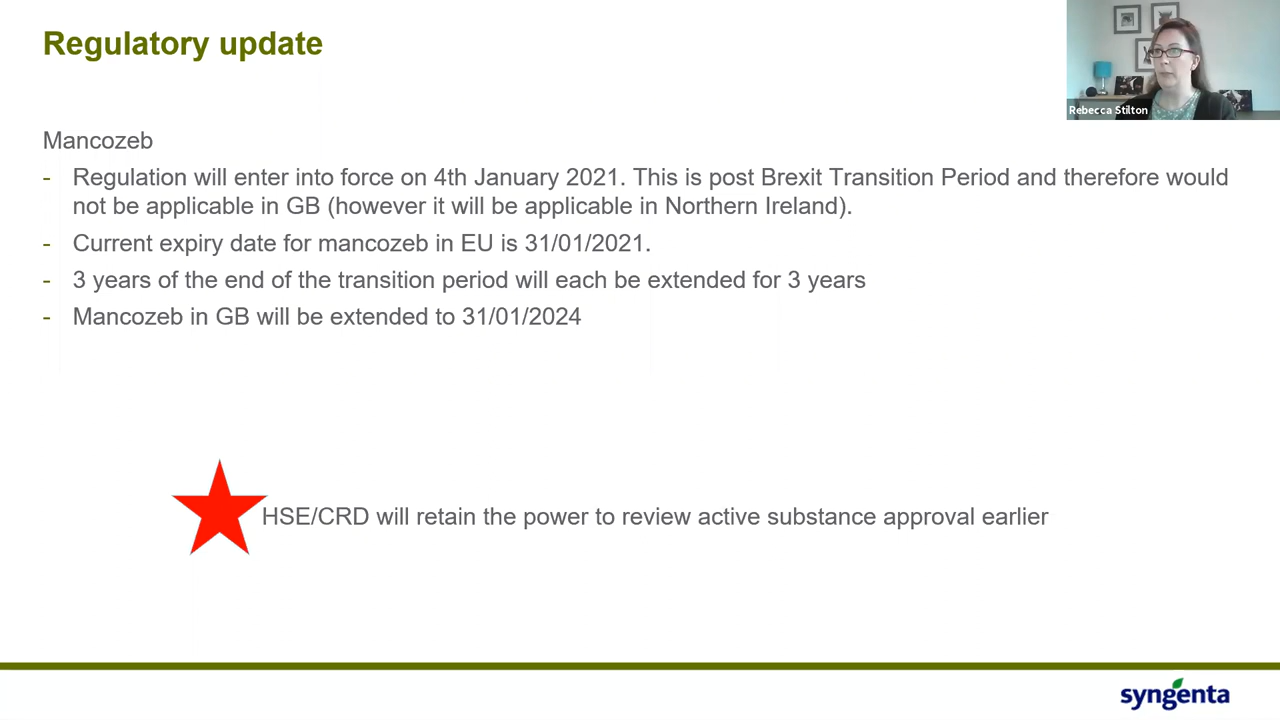 Regulatory update
Rebecca Stilton
Mancozeb
- Regulation will enter into force on 4th January 2021. This is post Brexit Transition Period and therefore would
not be applicable in GB (however it will be applicable in Northern Ireland).
- Current expiry date for mancozeb in EU is 31/01/2021.
- 3 years of the end of the transition period will each be extended for 3 years
- Mancozeb in GB will be extended to 31/01/2024
HSE/CRD will retain the power to review active substance approval earlier
syngenta